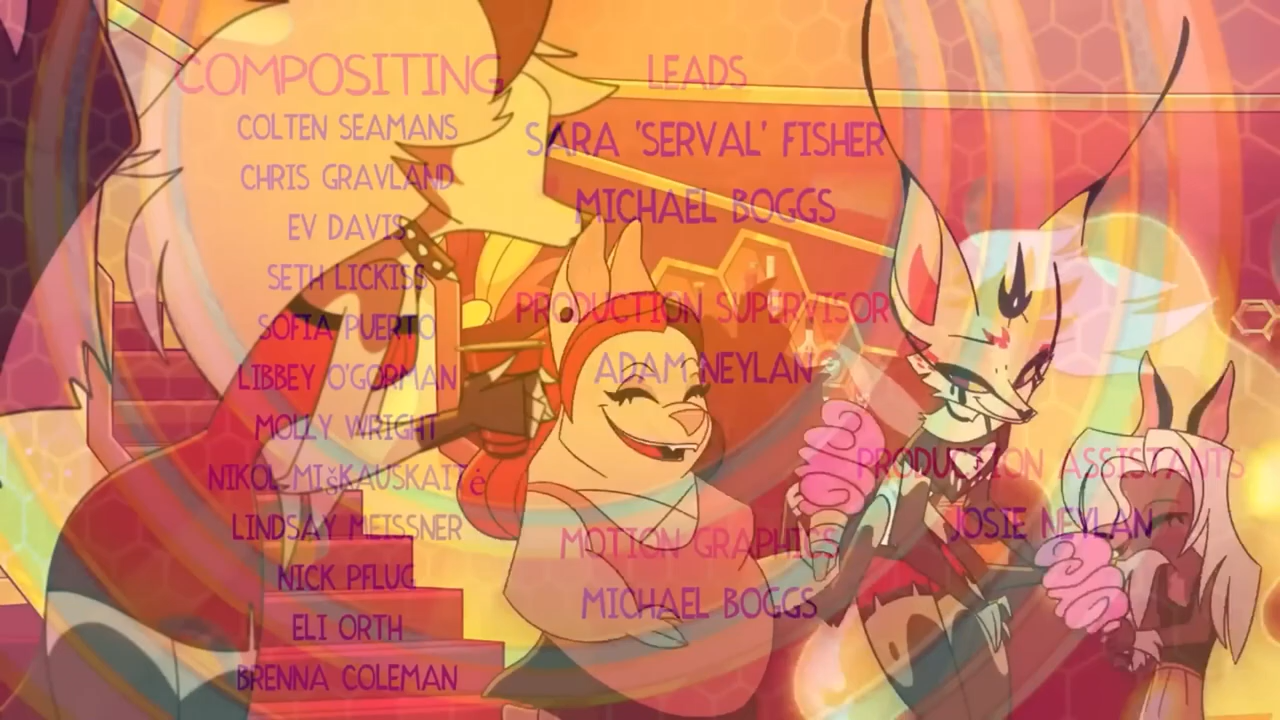 COMPOSITING
COLTEN SEAMANS
CHRIS GRAVLAND
EV DAVIS
SETH LICKISS
SOFIA PUERTO
LIBBEY O'GORMAN
MOLLY WRIGHT
NIKOL MIšKAUSKAITė
LINDSAY MEISSNER
NICK PFLUG
ELI ORTH
BRENNA COLEMAN
LEADS
SARA 'SERVAL' FISHER
MICHAEL BOGGS
PRODUCTION SUPERVISOR
ADAM NEYLAN
MOTION GRAPHICS
MICHAEL BOGGS
PRODUCTION ASSISTANTS
JOSIE NEYLAN